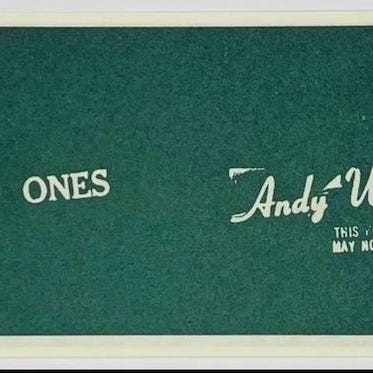 ONES
Andy W
THIS
MAY NO